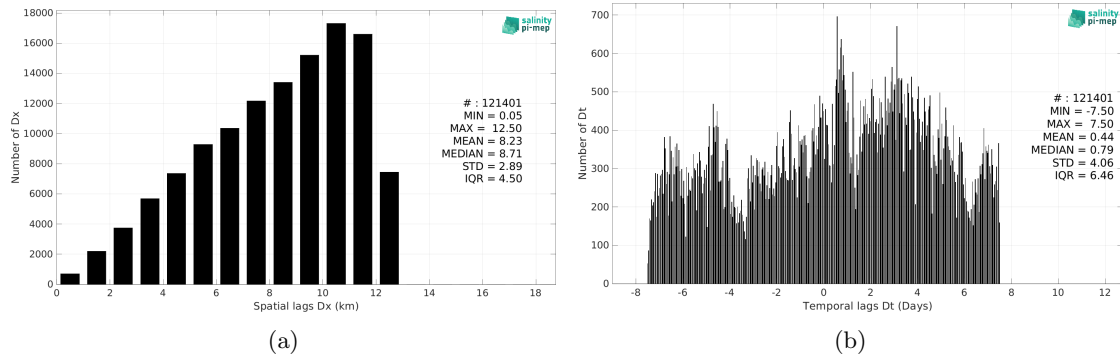 18000
16000
14000
12000
10000
8000
6000
4000
2000
0
Number of Dx
0 2 4 6 8 10 12 14 16 18
Spatial lags Dx (km)
salinity
pi-mep
# : 121401
MIN = 0.05
MAX = 12.50
MEAN = 8.23
MEDIAN = 8.71
STD = 2.89
IQR = 4.50
(a)
700
600
500
400
300
200
100
0
Number of Dt
-8 -6 -4 -2 0 2 4 6 8 10 12
Temporal lags Dt (Days)
salinity
pi-mep
# : 121401
MIN = -7.50
MAX = 7.50
MEAN = 0.44
MEDIAN = 0.79
STD = 4.06
IQR = 6.46
(b)